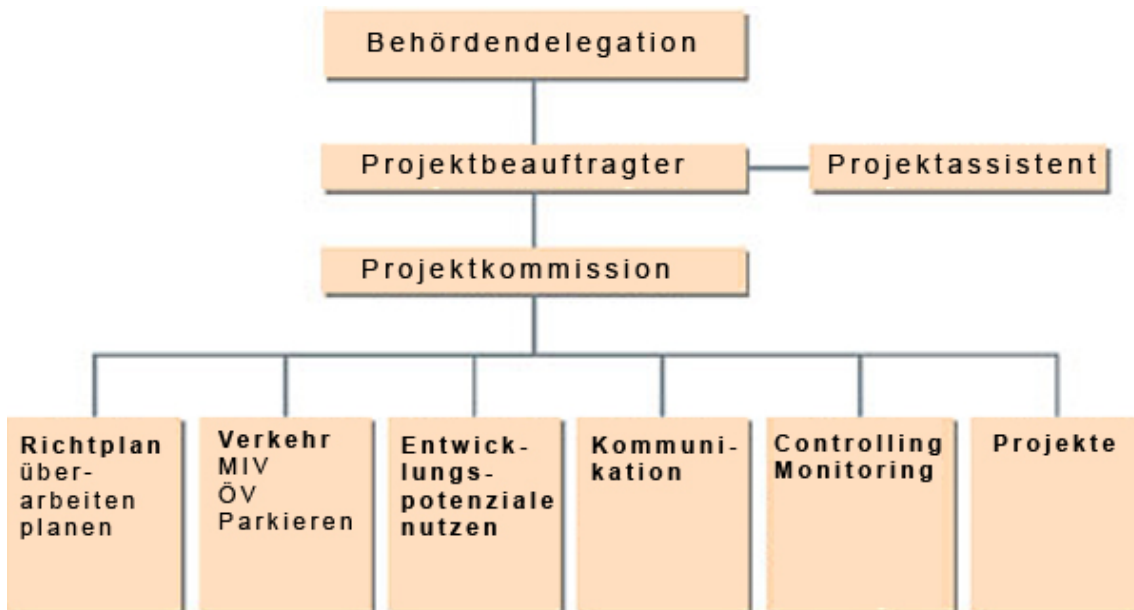 Behördendelegation
Projektbeauftragter
Projektassistent
Projektkommission
Richtplan
über-
arbeiten
planen
Verkehr
MIV
ÖV
Parkieren
Entwick-
lungs-
potenziale
nutzen
Kommuni-
kation
Controlling
Monitoring
Projekte